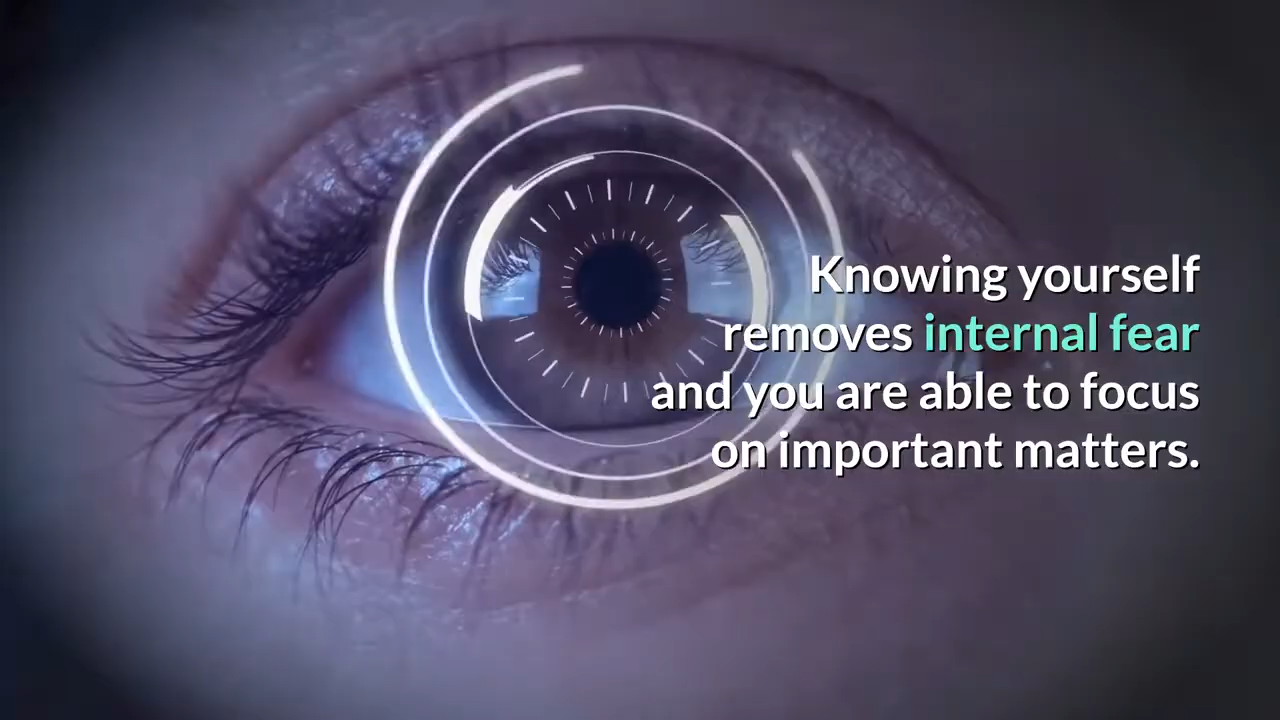 Knowing yourself
removes internal fear
and you are able to focus
on important matters.